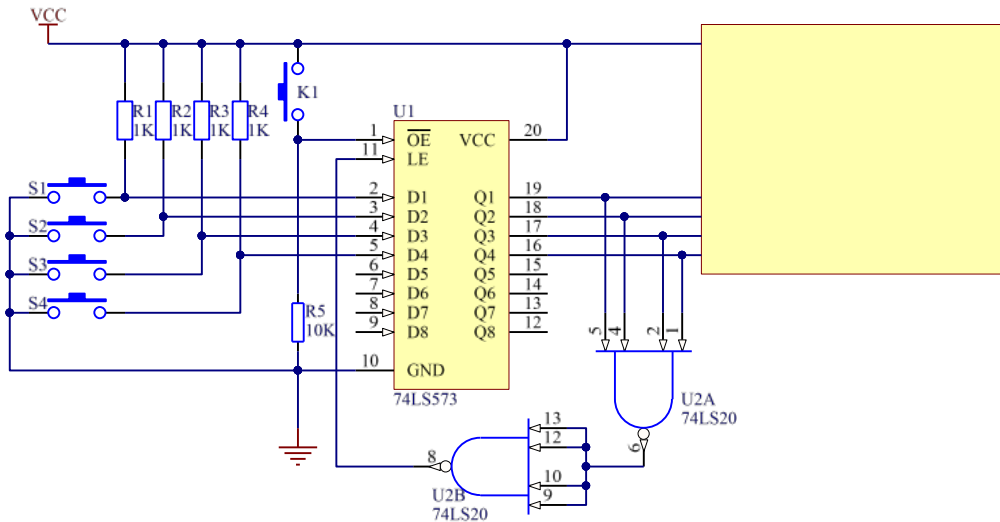 VCC
R1
1K
R2
1K
R3
1K
R4
1K
K1
U1
1
OE
VCC
20
11
LE
S1
2
D1
Q1
19
3
D2
Q2
18
S2
4
D3
Q3
17
5
D4
Q4
16
S3
6
D5
Q5
15
7
D6
Q6
14
S4
8
D7
Q7
13
9
D8
Q8
12
R5
10K
10
GND
74LS573
5
4
2
1
U2A
74LS20
6
13
12
10
9
8
U2B
74LS20